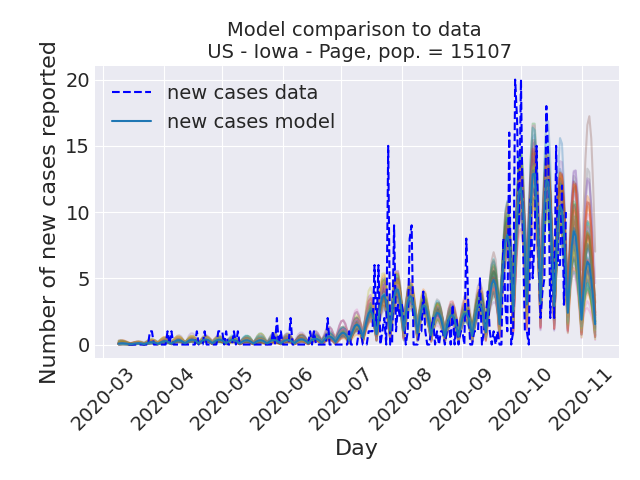 Model comparison to data
US - Iowa - Page, pop. = 15107
new cases data
new cases model
Number of new cases reported
20
15
10
5
0
2020-03
2020-04
2020-05
2020-06
2020-07
2020-08
2020-09
2020-10
2020-11
Day